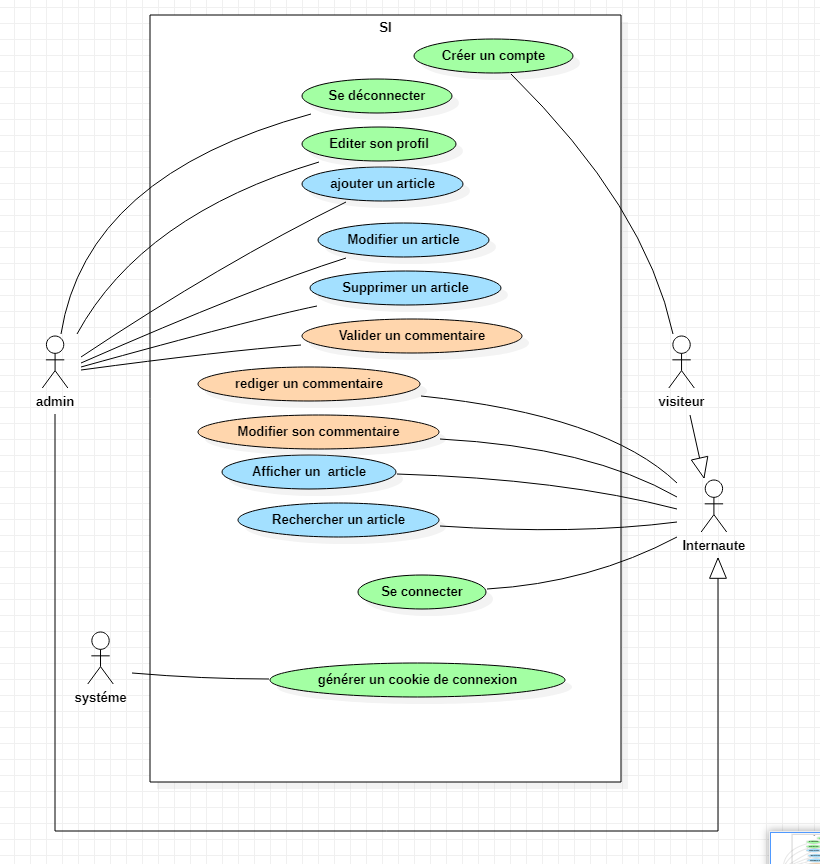 SI
Créer un compte
Se déconnecter
Editer son profil
ajouter un article
Modifier un article
Supprimer un article
Valider un commentaire
rediger un commentaire
Modifier son commentaire
Afficher un  article
Rechercher un article
Se connecter
générer un cookie de connexion
admin
visiteur
Internaute
systéme